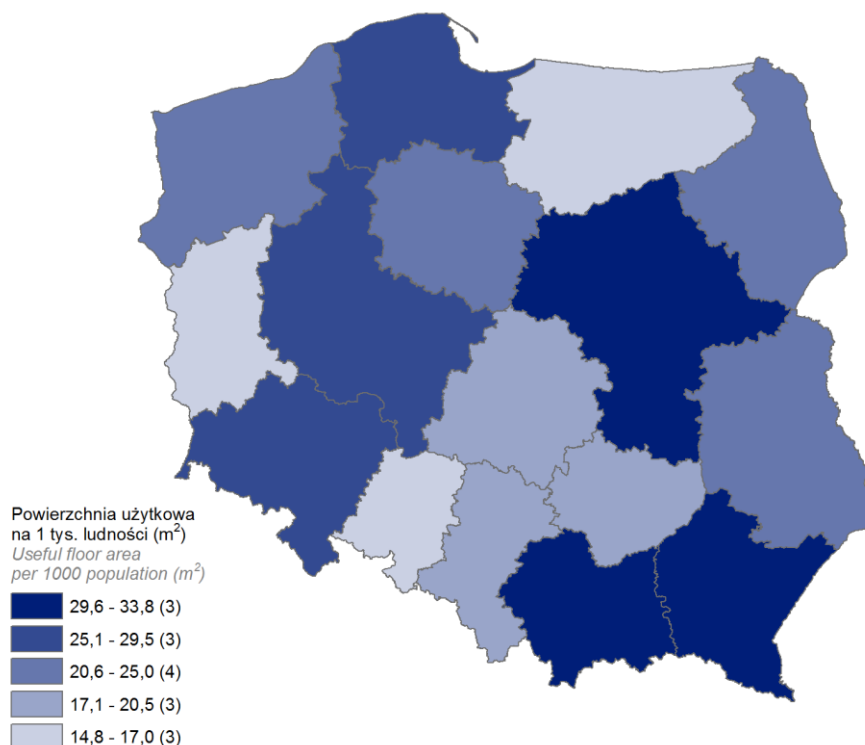 Powierzchnia użytkowa
na 1 tys. ludności (m²)
Useful floor area
per 1000 population (m²)
29,6 - 33,8 (3)
25,1 - 29,5 (3)
20,6 - 25,0 (4)
17,1 - 20,5 (3)
14,8 - 17,0 (3)